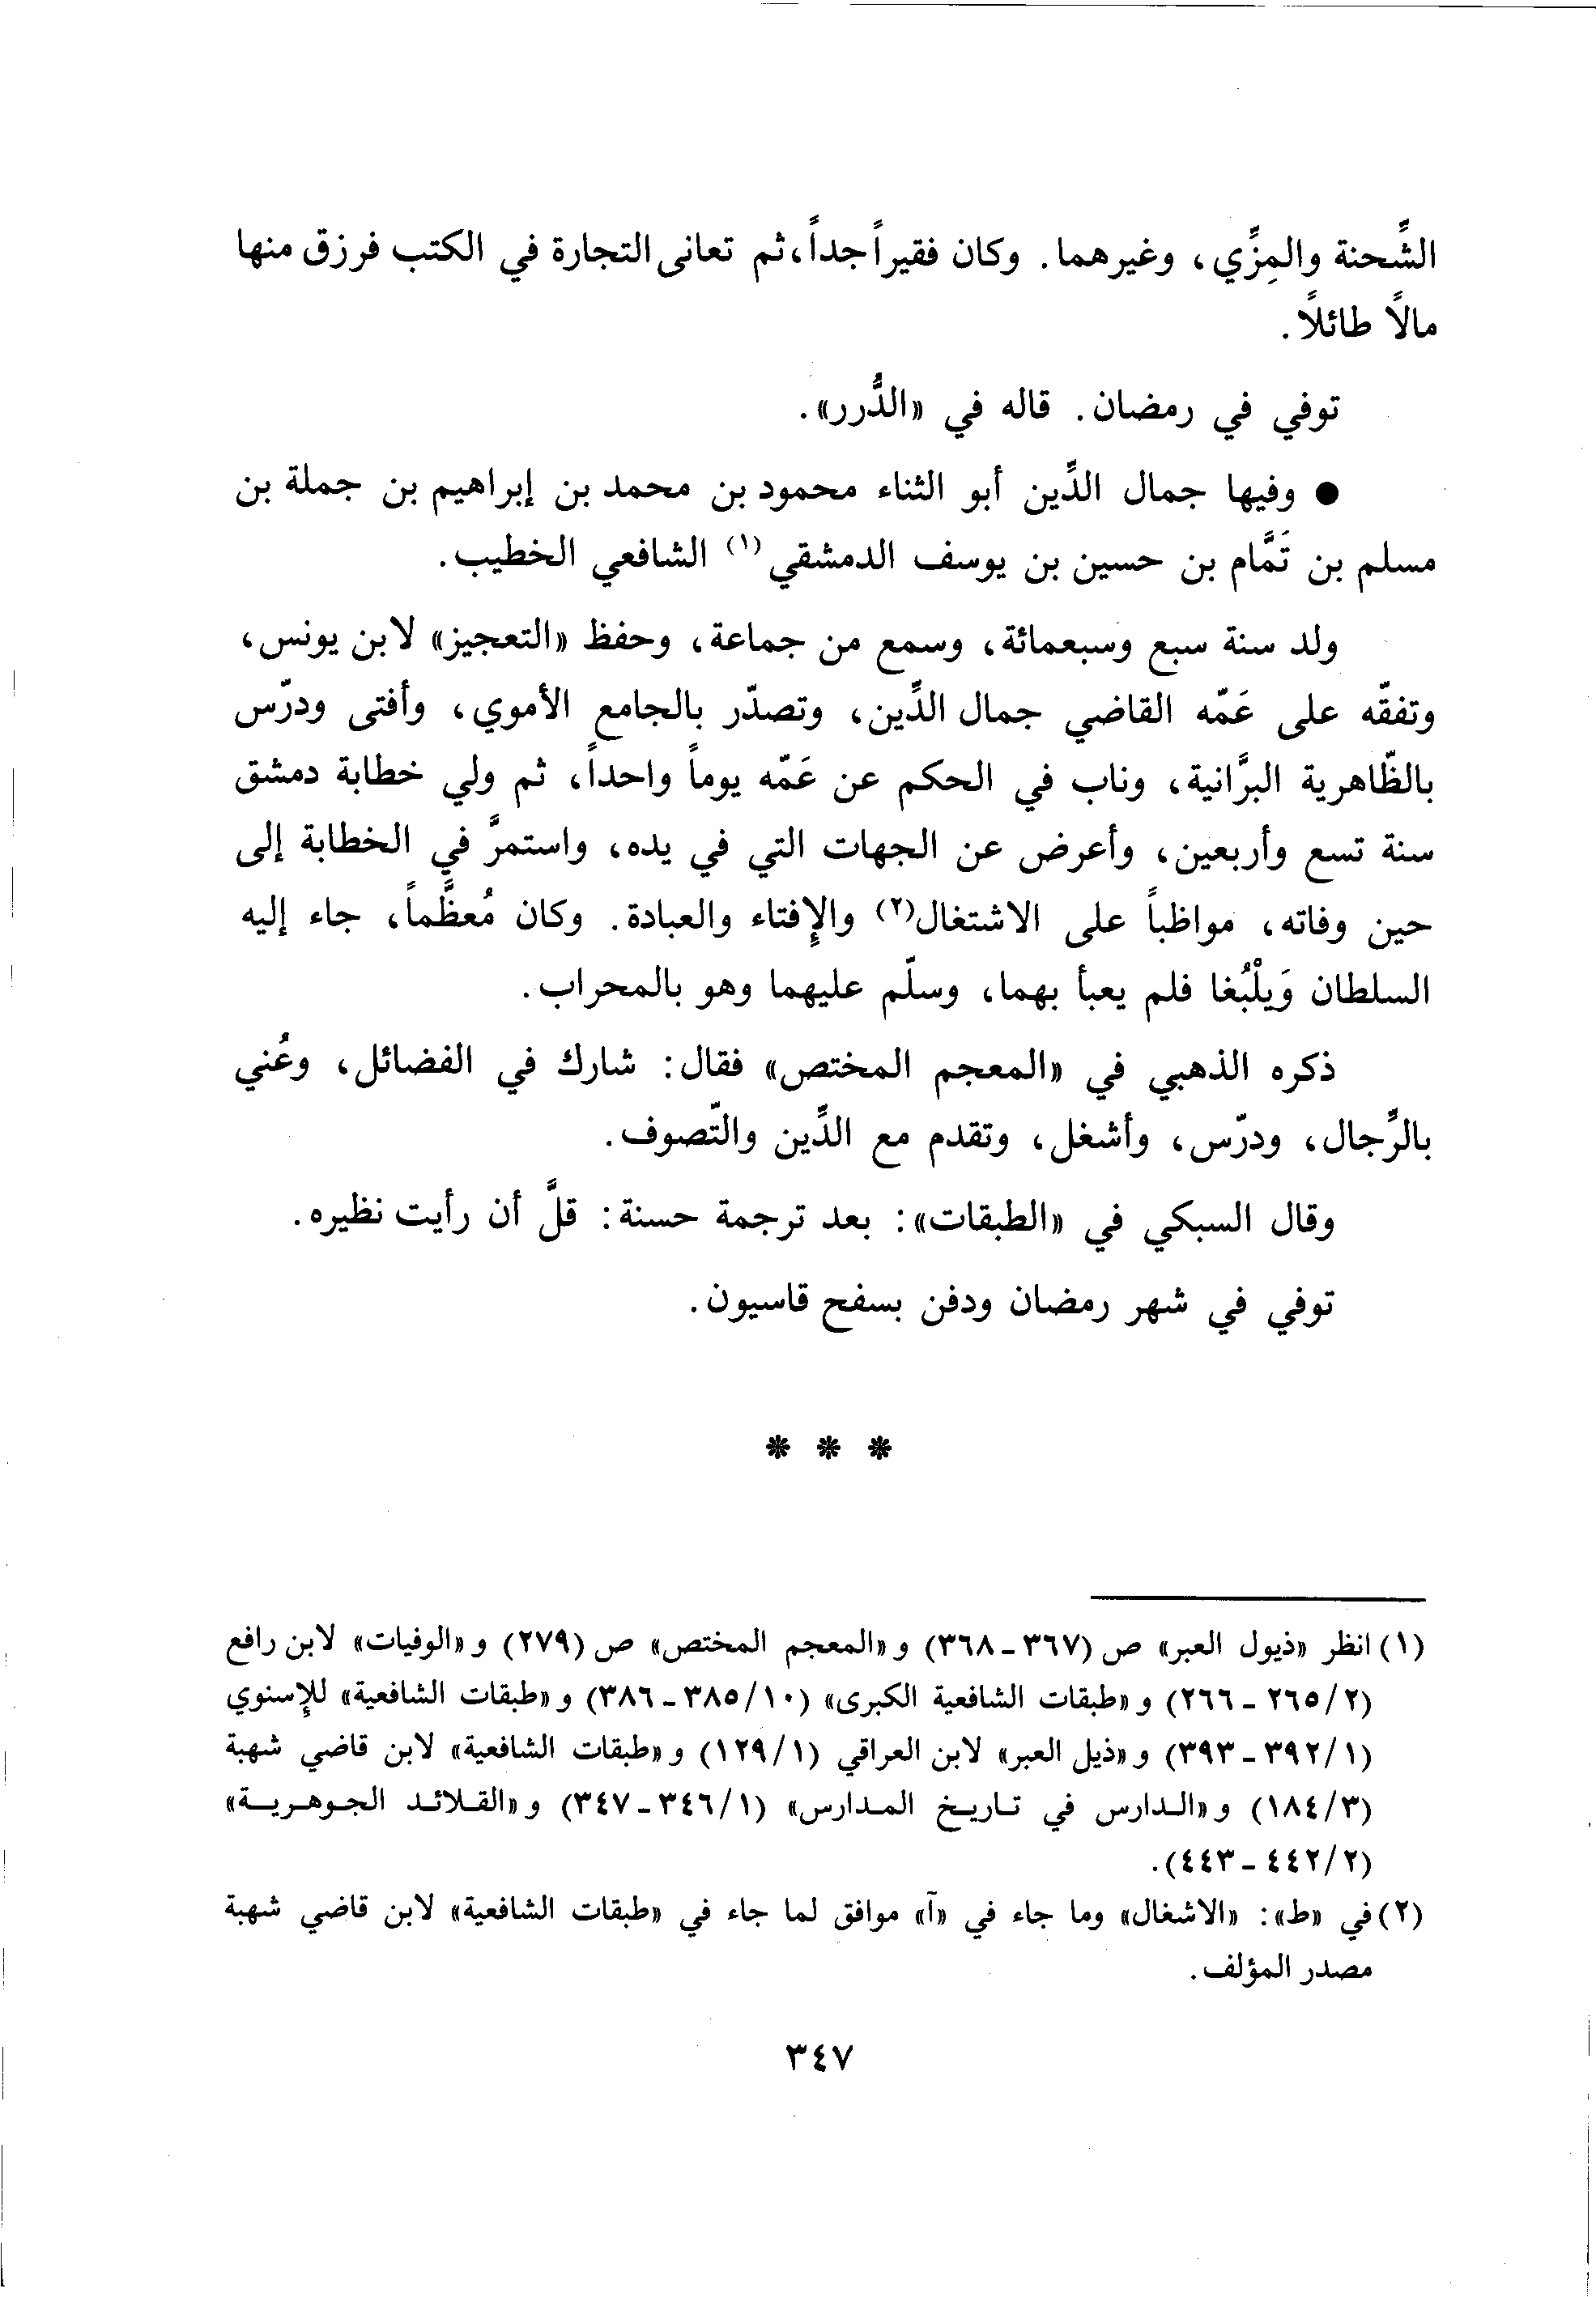 الشِّحنة والمِزِّي، وغيرهما. وكان فقيراً جداً، ثم تعانى التجارة في الكتب فرزق منها
مالاً طائلاً.
توفي في رمضان. قاله في «الدُّرر».
● وفيها جمال الدِّين أبو الثناء محمود بن محمد بن إبراهيم بن جملة بن
مسلم بن تَمَّام بن حسين بن يوسف الدمشقي (١) الشافعي الخطيب.
ولد سنة سبع وسبعمائة، وسمع من جماعة، وحفظ «التعجيز» لابن يونس،
وتفقّه على عَمّه القاضي جمال الدِّين، وتصدّر بالجامع الأموي، وأفتى ودرّس
بالظّاهرية البرَّانية، وناب في الحكم عن عَمّه يوماً واحداً، ثم ولي خطابة دمشق
سنة تسع وأربعين، وأعرض عن الجهات التي في يده، واستمرَّ في الخطابة إلى
حين وفاته، مواظباً على الاشتغال(٢) والإفتاء والعبادة. وكان مُعظَّماً، جاء إليه
السلطان وَيلْبُغا فلم يعبأ بهما، وسلّم عليهما وهو بالمحراب.
ذكره الذهبي في «المعجم المختص» فقال: شارك في الفضائل، وعُني
بالرِّجال، ودرّس، وأشغل، وتقدم مع الدِّين والتّصوف.
وقال السبكي في «الطبقات»: بعد ترجمة حسنة: قلَّ أن رأيت نظيره.
توفي في شهر رمضان ودفن بسفح قاسيون.
* * *
(١) انظر «ذيول العبر» ص (٣٦٧ - ٣٦٨) و«المعجم المختص» ص (٢٧٩) و«الوفيات» لابن رافع
(٢/ ٢٦٥ - ٢٦٦) و«طبقات الشافعية الكبرى» (١٠/ ٣٨٥ - ٣٨٦) و«طبقات الشافعية» للإسنوي
(١/ ٣٩٢ - ٣٩٣) و«ذيل العبر» لابن العراقي (١/ ١٢٩) و«طبقات الشافعية» لابن قاضي شهبة
(٣/ ١٨٤) و«الدارس في تاريخ المدارس» (١/ ٣٤٦ - ٣٤٧) و«القلائد الجوهرية»
(٢/ ٤٤٢ - ٤٤٣).
(٢) في «ط»: «الاشغال» وما جاء في «آ» موافق لما جاء في «طبقات الشافعية» لابن قاضي شهبة
مصدر المؤلف.
٣٤٧